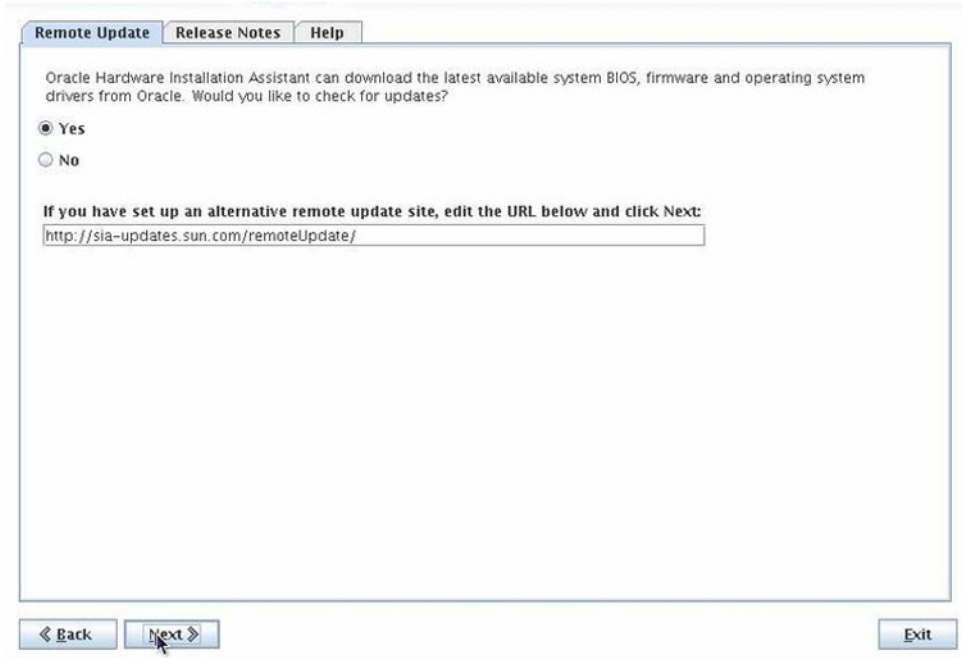 Remote Update Release Notes Help
Oracle Hardware Installation Assistant can download the latest available system BIOS, firmware and operating system
drivers from Oracle. Would you like to check for updates?
Yes
No
If you have set up an alternative remote update site, edit the URL below and click Next:
http://sia-updates.sun.com/remoteUpdate/
Back Next Exit